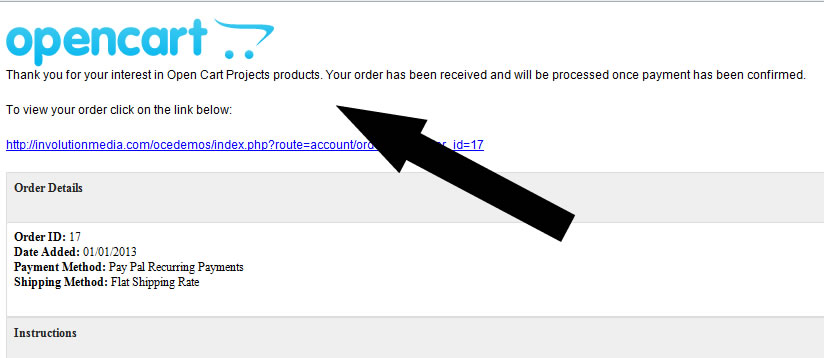 opencart
Thank you for your interest in Open Cart Projects products. Your order has been received and will be processed once payment has been confirmed.
To view your order click on the link below:
http://involutionmedia.com/ocedemos/index.php?route=account/ord r_id=17
Order Details
Order ID: 17
Date Added: 01/01/2013
Payment Method: Pay Pal Recurring Payments
Shipping Method: Flat Shipping Rate
Instructions